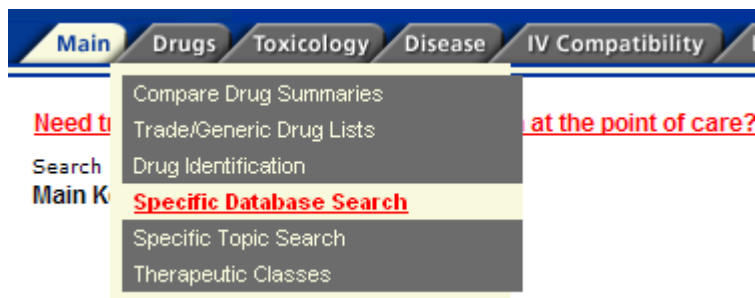 Main Drugs Toxicology Disease IV Compatibility
Compare Drug Summaries
Need at the point of care?
Trade/Generic Drug Lists
Search
Drug Identification
Main
Specific Database Search
Specific Topic Search
Therapeutic Classes